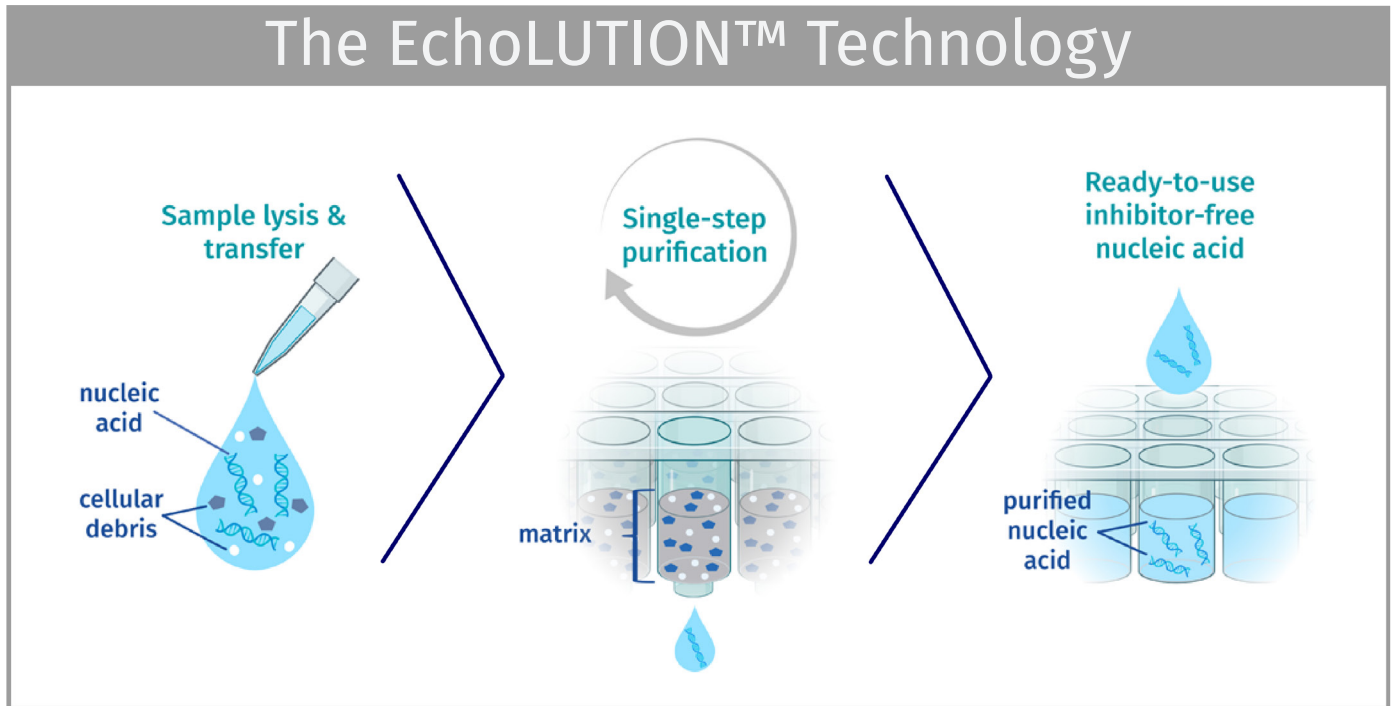 The EchoLUTION™ Technology
Sample lysis &
transfer
nucleic
acid
cellular
debris
Single-step
purification
matrix
Ready-to-use
inhibitor-free
nucleic acid
purified
nucleic
acid